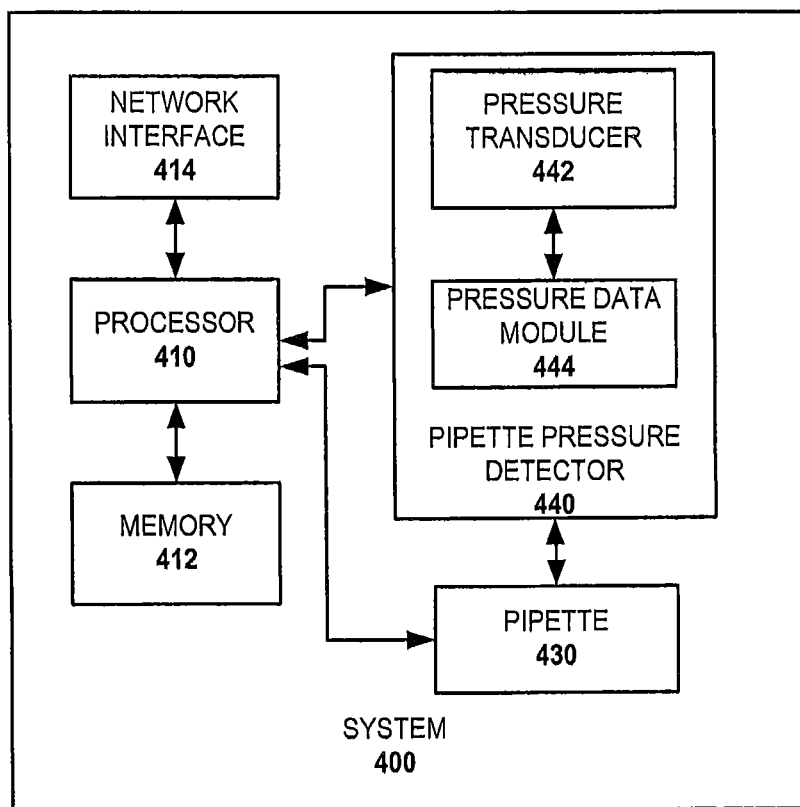 NETWORK
INTERFACE
414
PROCESSOR
410
MEMORY
412
PRESSURE
TRANSDUCER
442
PRESSURE DATA
MODULE
444
PIPETTE PRESSURE
DETECTOR
440
PIPETTE
430
SYSTEM
400